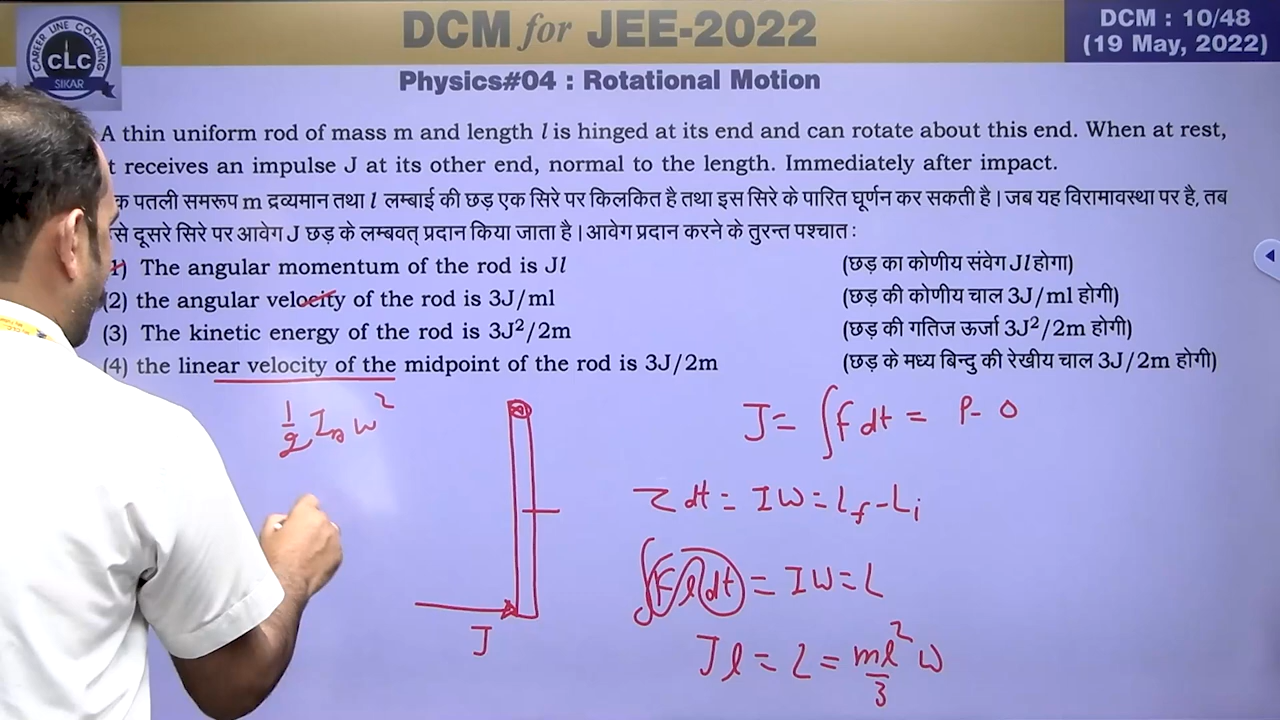 DCM for JEE-2022
DCM : 10/48
(19 May, 2022)
CAREER LINE COACHING
CLC
SIKAR
Physics#04 : Rotational Motion
A thin uniform rod of mass m and length l is hinged at its end and can rotate about this end. When at rest,
t receives an impulse J at its other end, normal to the length. Immediately after impact.
क पतली समरूप m द्रव्यमान तथा l लम्बाई की छड़ एक सिरे पर किलकित है तथा इस सिरे के पारित घूर्णन कर सकती है। जब यह विरामावस्था पर है, तब
से दूसरे सिरे पर आवेग J छड़ के लम्बवत् प्रदान किया जाता है। आवेग प्रदान करने के तुरन्त पश्चात :
1) The angular momentum of the rod is Jl (छड़ का कोणीय संवेग Jl होगा)
(2) the angular velocity of the rod is 3J/ml (छड़ की कोणीय चाल 3J/ml होगी)
(3) The kinetic energy of the rod is 3J²/2m (छड़ की गतिज ऊर्जा 3J²/2m होगी)
(4) the linear velocity of the midpoint of the rod is 3J/2m (छड़ के मध्य बिन्दु की रेखीय चाल 3J/2m होगी)
1/2 I ω²
J = ∫F dt = P - 0
τ dt = Iω = Lf - Li
∫F l dt = Iω = L
J
Jl = L = ml²/3 ω